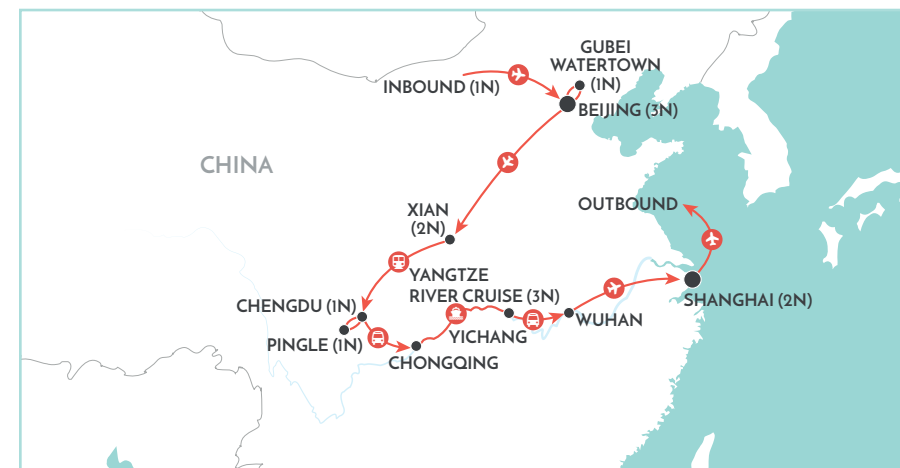 GUBEI
WATERTOWN
(1N)
INBOUND (1N)
BEIJING (3N)
CHINA
XIAN
(2N)
OUTBOUND
YANGTZE
RIVER CRUISE (3N)
CHENGDU (1N)
SHANGHAI (2N)
PINGLE (1N)
YICHANG
WUHAN
CHONGQING